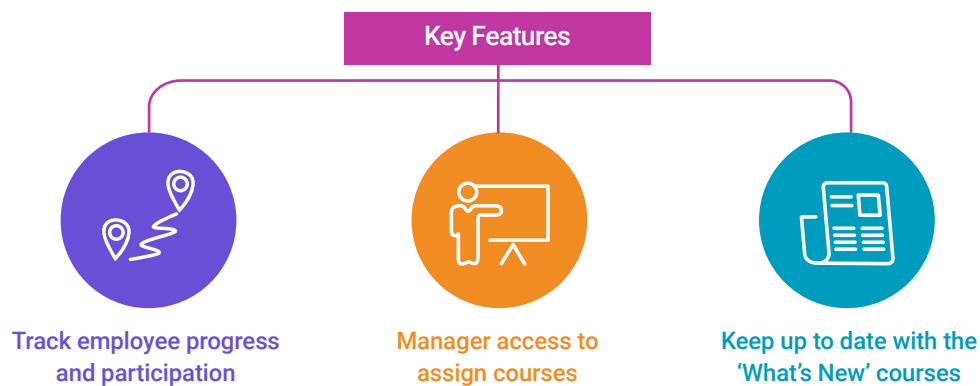 Key Features
Track employee progress
and participation
Manager access to
assign courses
Keep up to date with the
‘What’s New’ courses